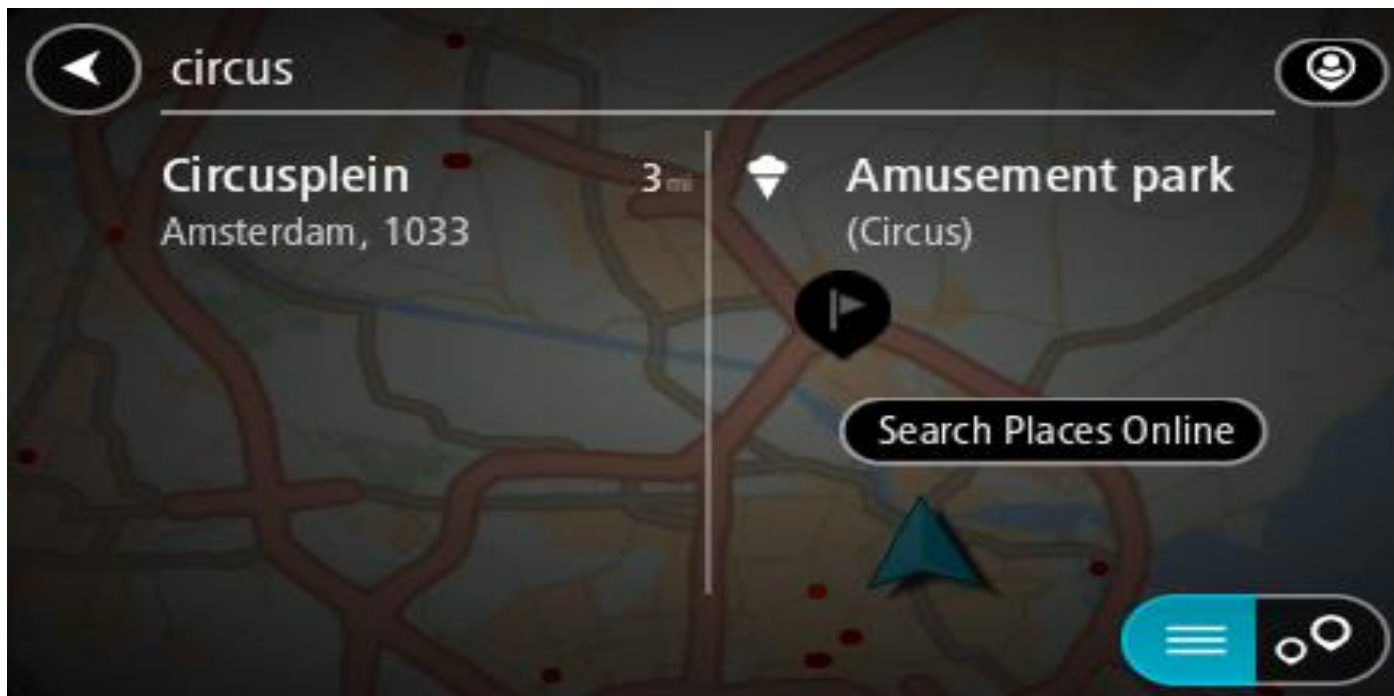 circus
Circusplein 3 mi
Amsterdam, 1033
Amusement park
(Circus)
Search Places Online